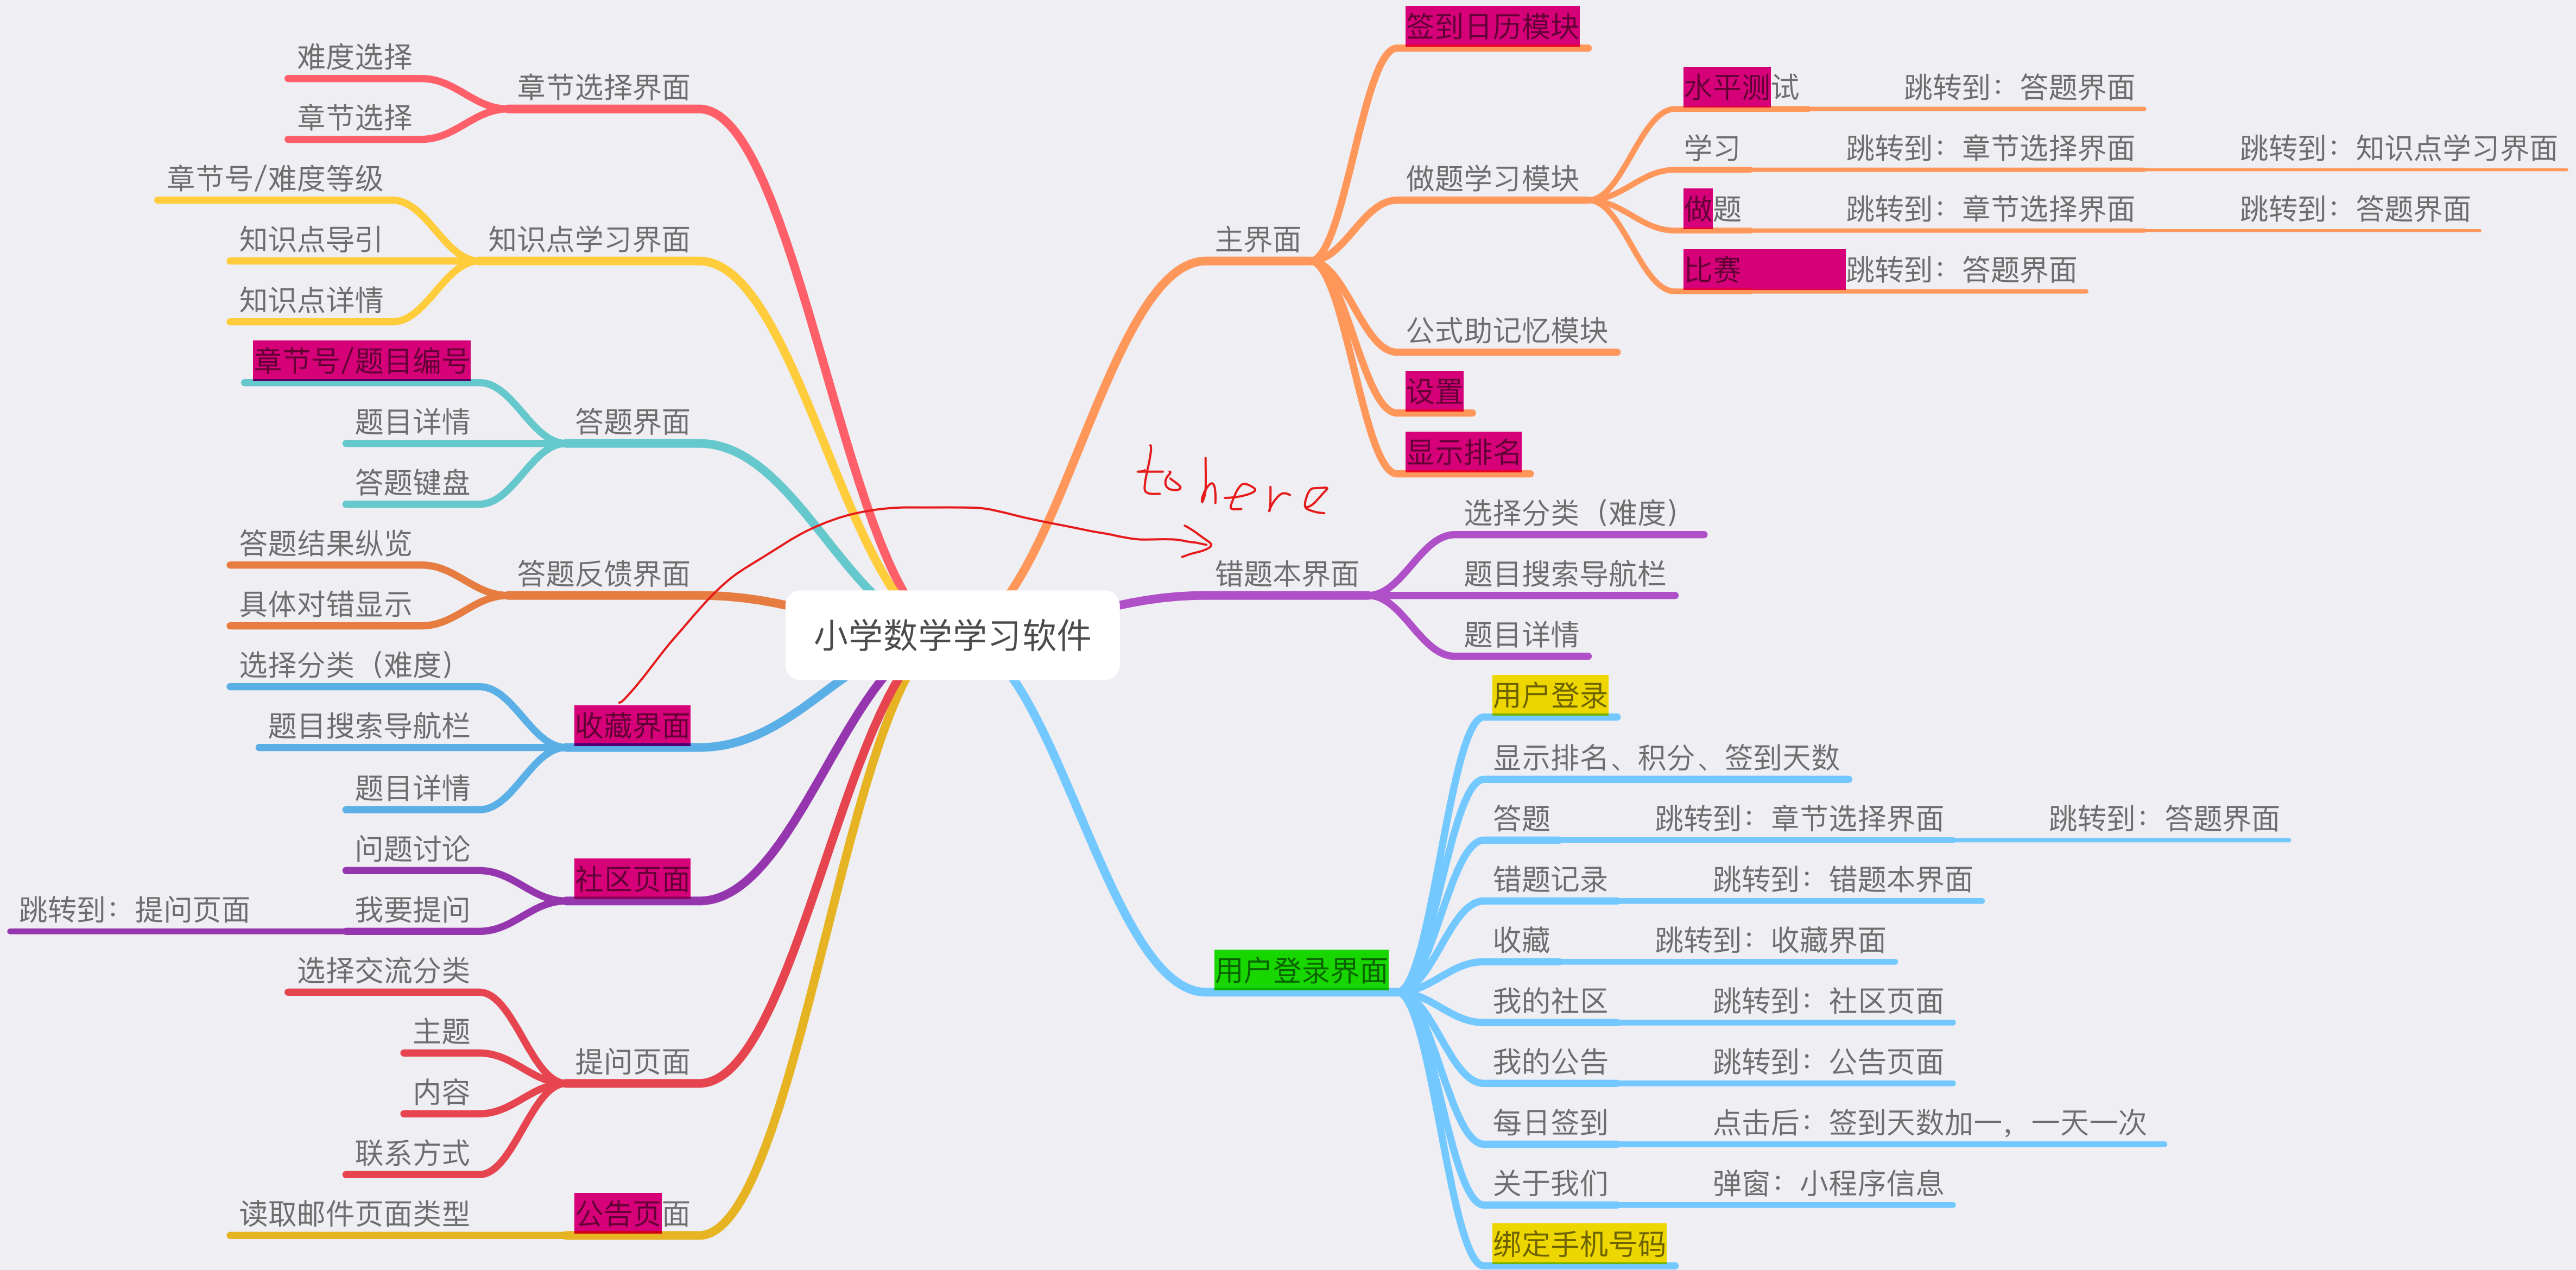 小学数学学习软件
章节选择界面
难度选择
章节选择
知识点学习界面
章节号/难度等级
知识点导引
知识点详情
答题界面
章节号/题目编号
题目详情
答题键盘
答题反馈界面
答题结果纵览
具体对错显示
收藏界面
选择分类（难度）
题目搜索导航栏
题目详情
社区页面
问题讨论
我要提问
跳转到：提问页面
提问页面
选择交流分类
主题
内容
联系方式
公告页面
读取邮件页面类型
to here
主界面
签到日历模块
做题学习模块
水平测试 跳转到：答题界面
学习 跳转到：章节选择界面 跳转到：知识点学习界面
做题 跳转到：章节选择界面 跳转到：答题界面
比赛 跳转到：答题界面
公式助记忆模块
设置
显示排名
错题本界面
选择分类（难度）
题目搜索导航栏
题目详情
用户登录界面
用户登录
显示排名、积分、签到天数
答题 跳转到：章节选择界面 跳转到：答题界面
错题记录 跳转到：错题本界面
收藏 跳转到：收藏界面
我的社区 跳转到：社区页面
我的公告 跳转到：公告页面
每日签到 点击后：签到天数加一，一天一次
关于我们 弹窗：小程序信息
绑定手机号码